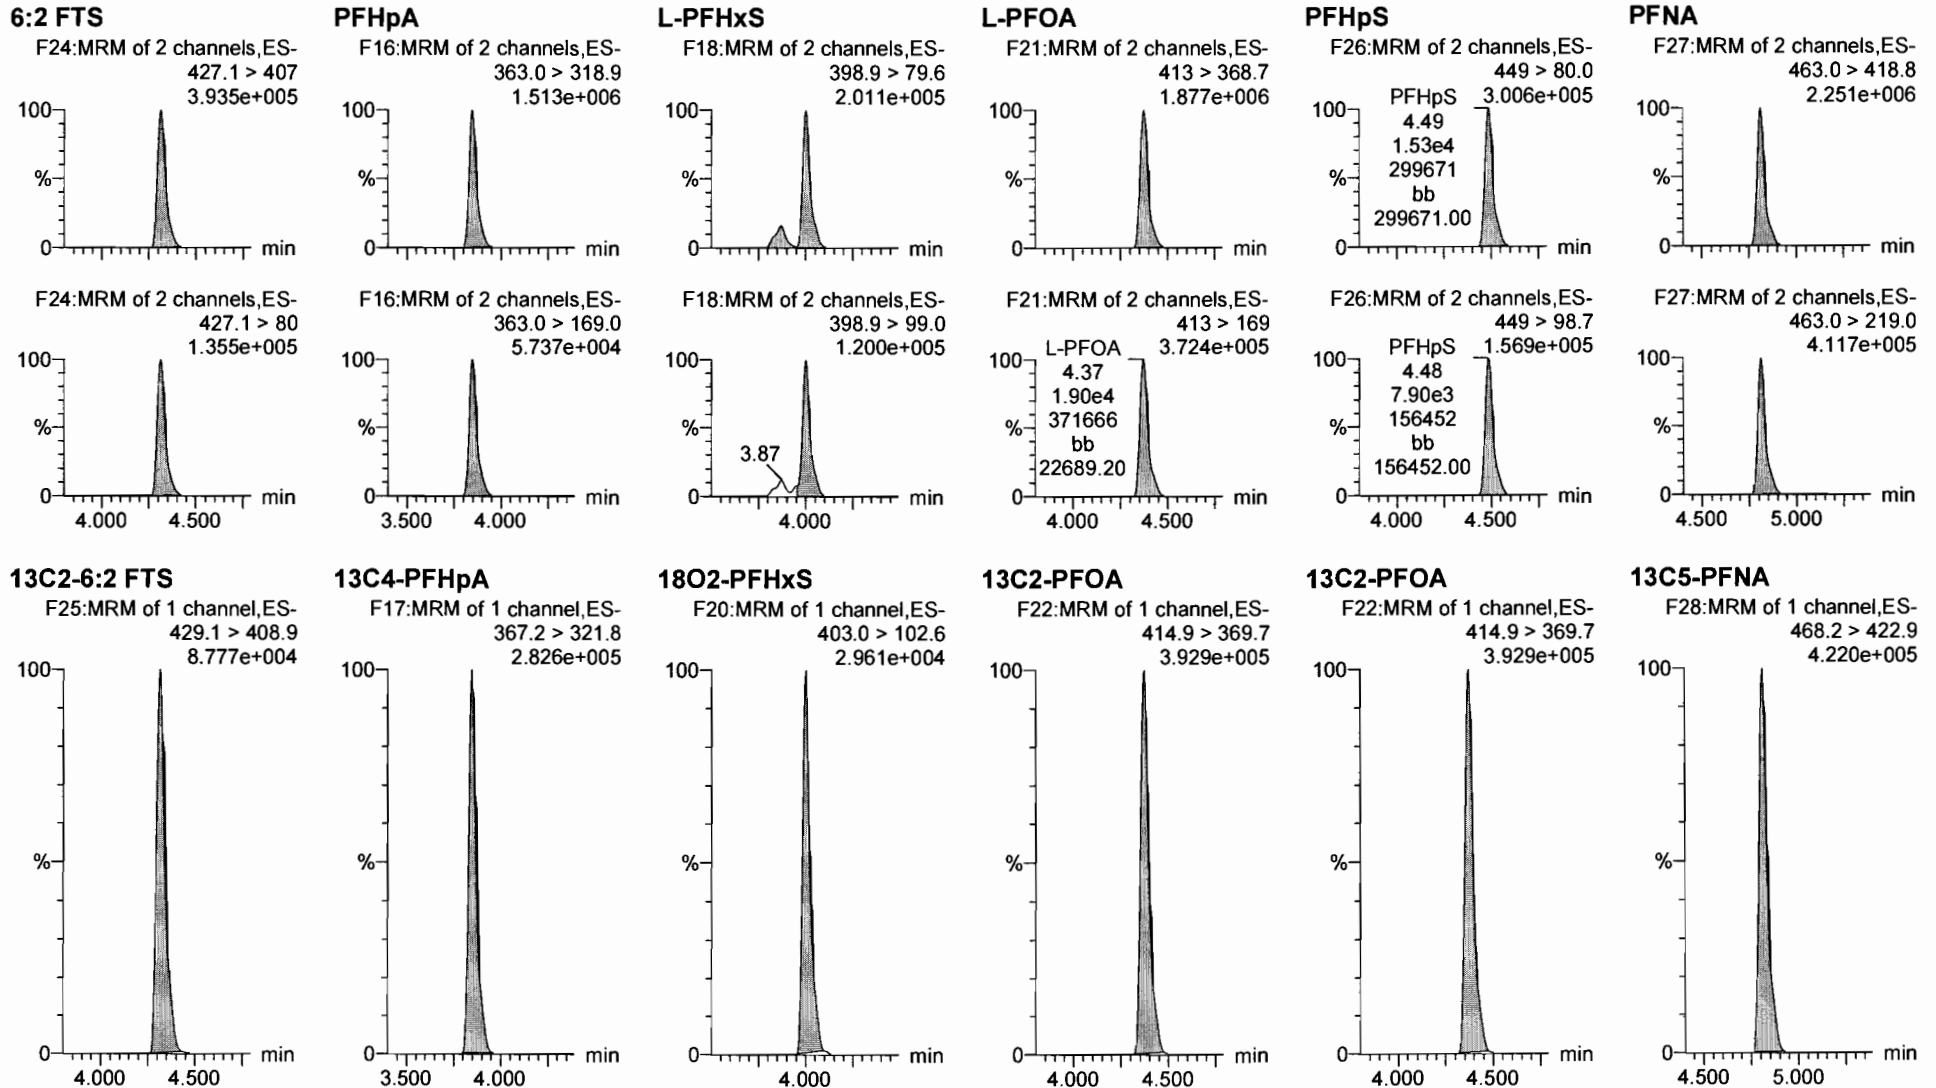 6:2 FTS
F24:MRM of 2 channels,ES-
427.1 > 407
3.935e+005
100
%
0
min
PFHpA
F16:MRM of 2 channels,ES-
363.0 > 318.9
1.513e+006
100
%
0
min
L-PFHxS
F18:MRM of 2 channels,ES-
398.9 > 79.6
2.011e+005
100
%
0
min
L-PFOA
F21:MRM of 2 channels,ES-
413 > 368.7
1.877e+006
100
%
0
min
PFHpS
F26:MRM of 2 channels,ES-
449 > 80.0
3.006e+005
PFHpS
4.49
1.53e4
299671
bb
299671.00
100
%
0
min
PFNA
F27:MRM of 2 channels,ES-
463.0 > 418.8
2.251e+006
100
%
0
min
F24:MRM of 2 channels,ES-
427.1 > 80
1.355e+005
100
%
0
min
4.000 4.500
F16:MRM of 2 channels,ES-
363.0 > 169.0
5.737e+004
100
%
0
min
3.500 4.000
F18:MRM of 2 channels,ES-
398.9 > 99.0
1.200e+005
100
3.87
%
0
min
4.000
F21:MRM of 2 channels,ES-
413 > 169
3.724e+005
L-PFOA
4.37
1.90e4
371666
bb
22689.20
100
%
0
min
4.000 4.500
F26:MRM of 2 channels,ES-
449 > 98.7
1.569e+005
PFHpS
4.48
7.90e3
156452
bb
156452.00
100
%
0
min
4.000 4.500
F27:MRM of 2 channels,ES-
463.0 > 219.0
4.117e+005
100
%
0
min
4.500 5.000
13C2-6:2 FTS
F25:MRM of 1 channel,ES-
429.1 > 408.9
8.777e+004
100
%
0
min
4.000 4.500
13C4-PFHpA
F17:MRM of 1 channel,ES-
367.2 > 321.8
2.826e+005
100
%
0
min
3.500 4.000
18O2-PFHxS
F20:MRM of 1 channel,ES-
403.0 > 102.6
2.961e+004
100
%
0
min
4.000
13C2-PFOA
F22:MRM of 1 channel,ES-
414.9 > 369.7
3.929e+005
100
%
0
min
4.000 4.500
13C2-PFOA
F22:MRM of 1 channel,ES-
414.9 > 369.7
3.929e+005
100
%
0
min
4.000 4.500
13C5-PFNA
F28:MRM of 1 channel,ES-
468.2 > 422.9
4.220e+005
100
%
0
min
4.500 5.000